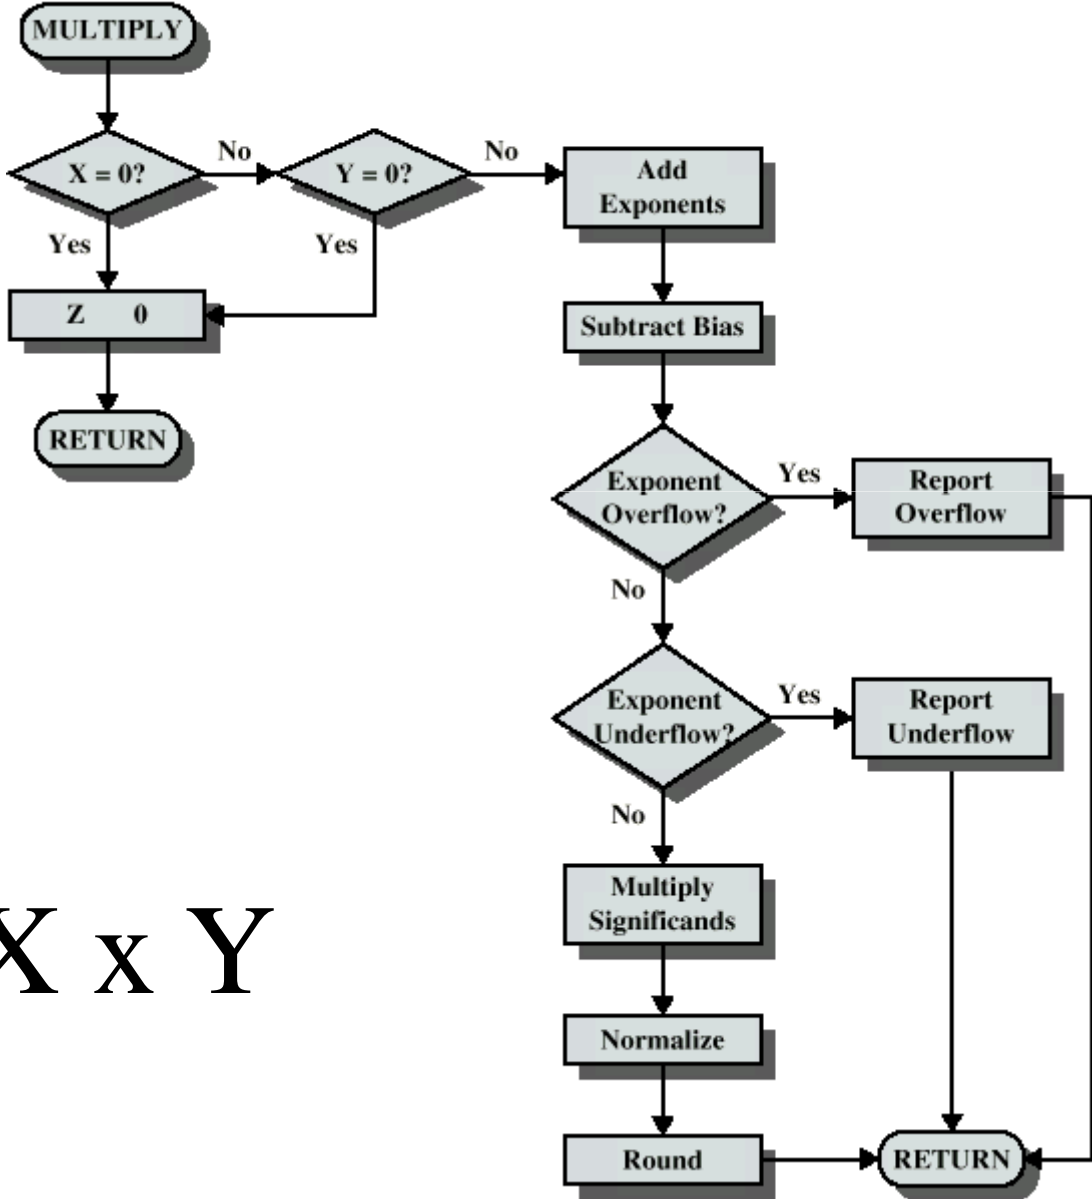 MULTIPLY
X = 0?
No
Y = 0?
No
Add
Exponents
Yes
Yes
Z 0
Subtract Bias
RETURN
Exponent
Overflow?
Yes
Report
Overflow
No
Exponent
Underflow?
Yes
Report
Underflow
No
Multiply
Significands
X x Y
Normalize
Round
RETURN